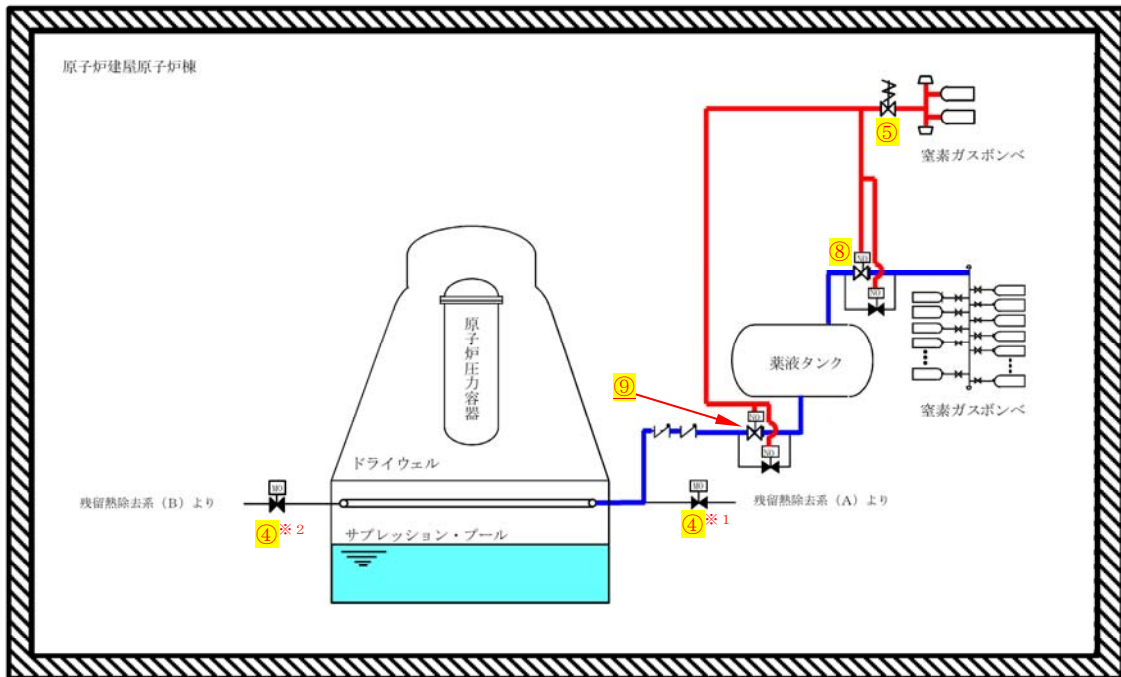 原子炉建屋原子炉棟
⑤
窒素ガスボンベ
⑧
NO
NO
原子炉圧力容器
薬液タンク
窒素ガスボンベ
⑨
NO
NO
ドライウェル
残留熱除去系（B）より
MO
④※2
MO
④※1
残留熱除去系（A）より
サプレッション・プール